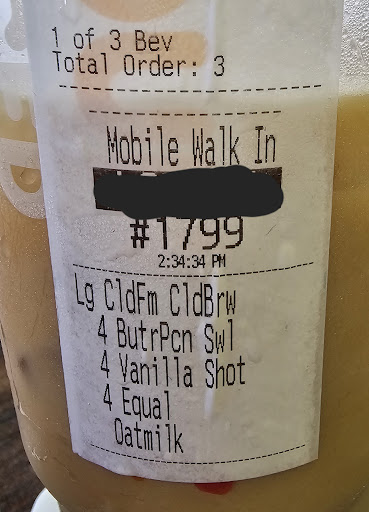 1 of 3 Bev
Total Order: 3
Mobile Walk In
#1799
2:34:34 PM
Lg CldFm CldBrw
4 ButrPcn Swl
4 Vanilla Shot
4 Equal
Oatmilk